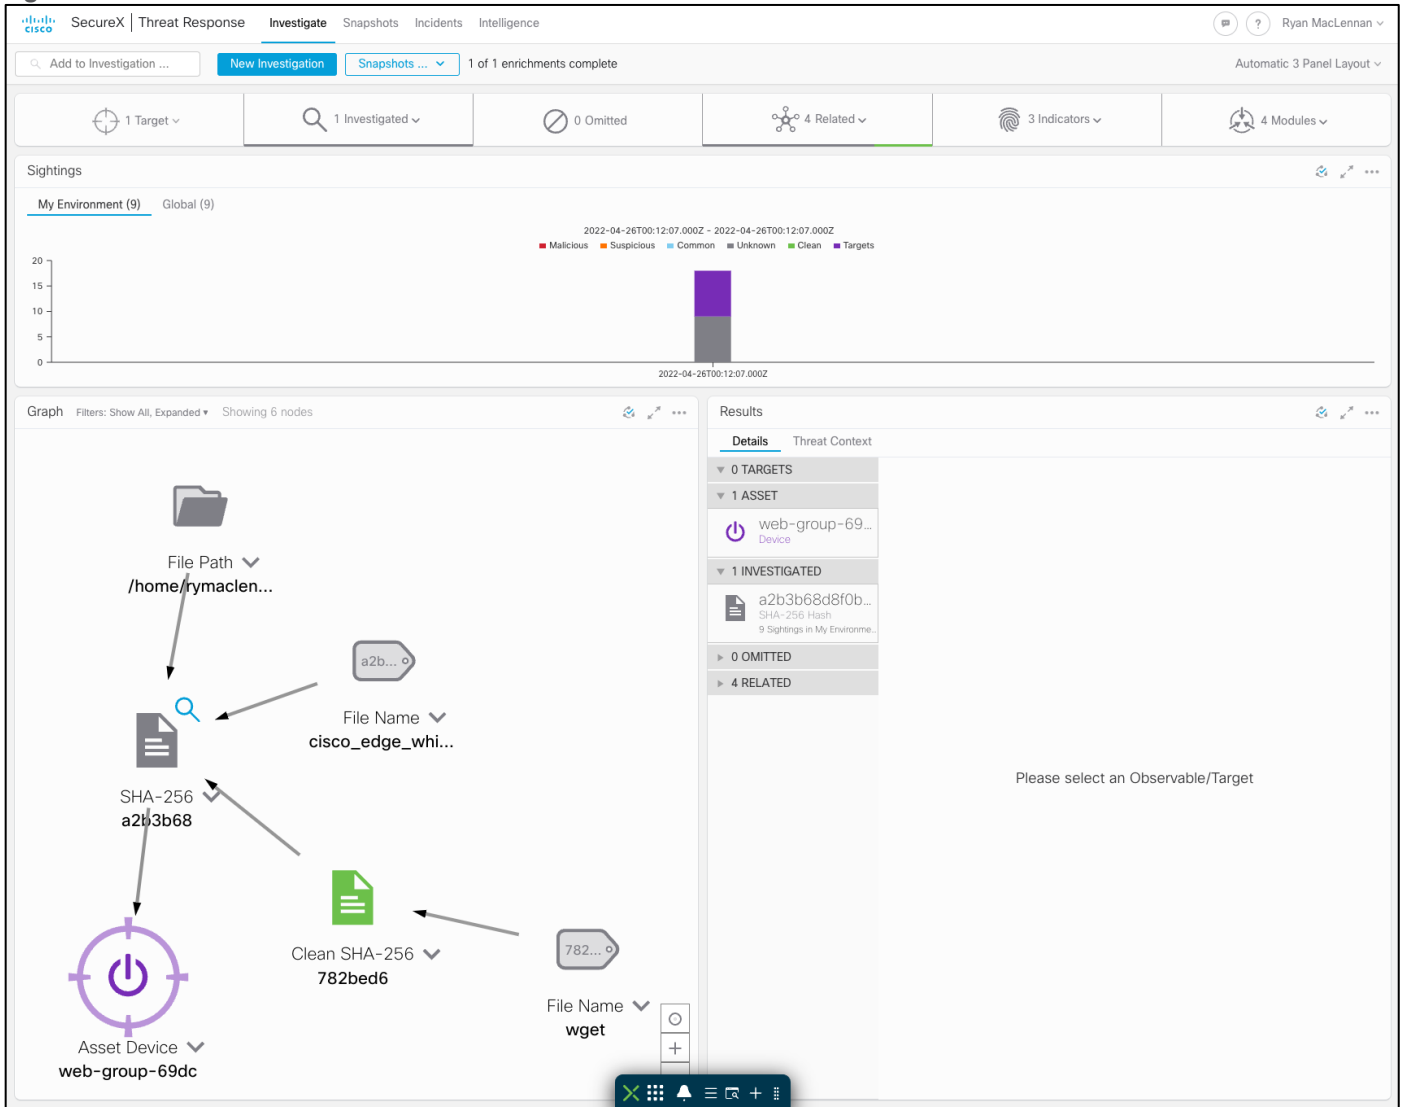 cisco SecureX | Threat Response Investigate Snapshots Incidents Intelligence ? Ryan MacLennan
Add to Investigation ... New Investigation Snapshots ... 1 of 1 enrichments complete Automatic 3 Panel Layout
1 Target 1 Investigated 0 Omitted 4 Related 3 Indicators 4 Modules
Sightings
My Environment (9) Global (9)
2022-04-26T00:12:07.000Z - 2022-04-26T00:12:07.000Z
Malicious Suspicious Common Unknown Clean Targets
20
15
10
5
0
2022-04-26T00:12:07.000Z
Graph Filters: Show All, Expanded Showing 6 nodes
File Path
/home/rymaclen...
a2b...
File Name
cisco_edge_whi...
SHA-256
a2b3b68
Clean SHA-256
782bed6
782...
File Name
wget
Asset Device
web-group-69dc
Results
Details Threat Context
0 TARGETS
1 ASSET
web-group-69...
Device
1 INVESTIGATED
a2b3b68d8f0b...
SHA-256 Hash
9 Sightings in My Environme...
0 OMITTED
4 RELATED
Please select an Observable/Target